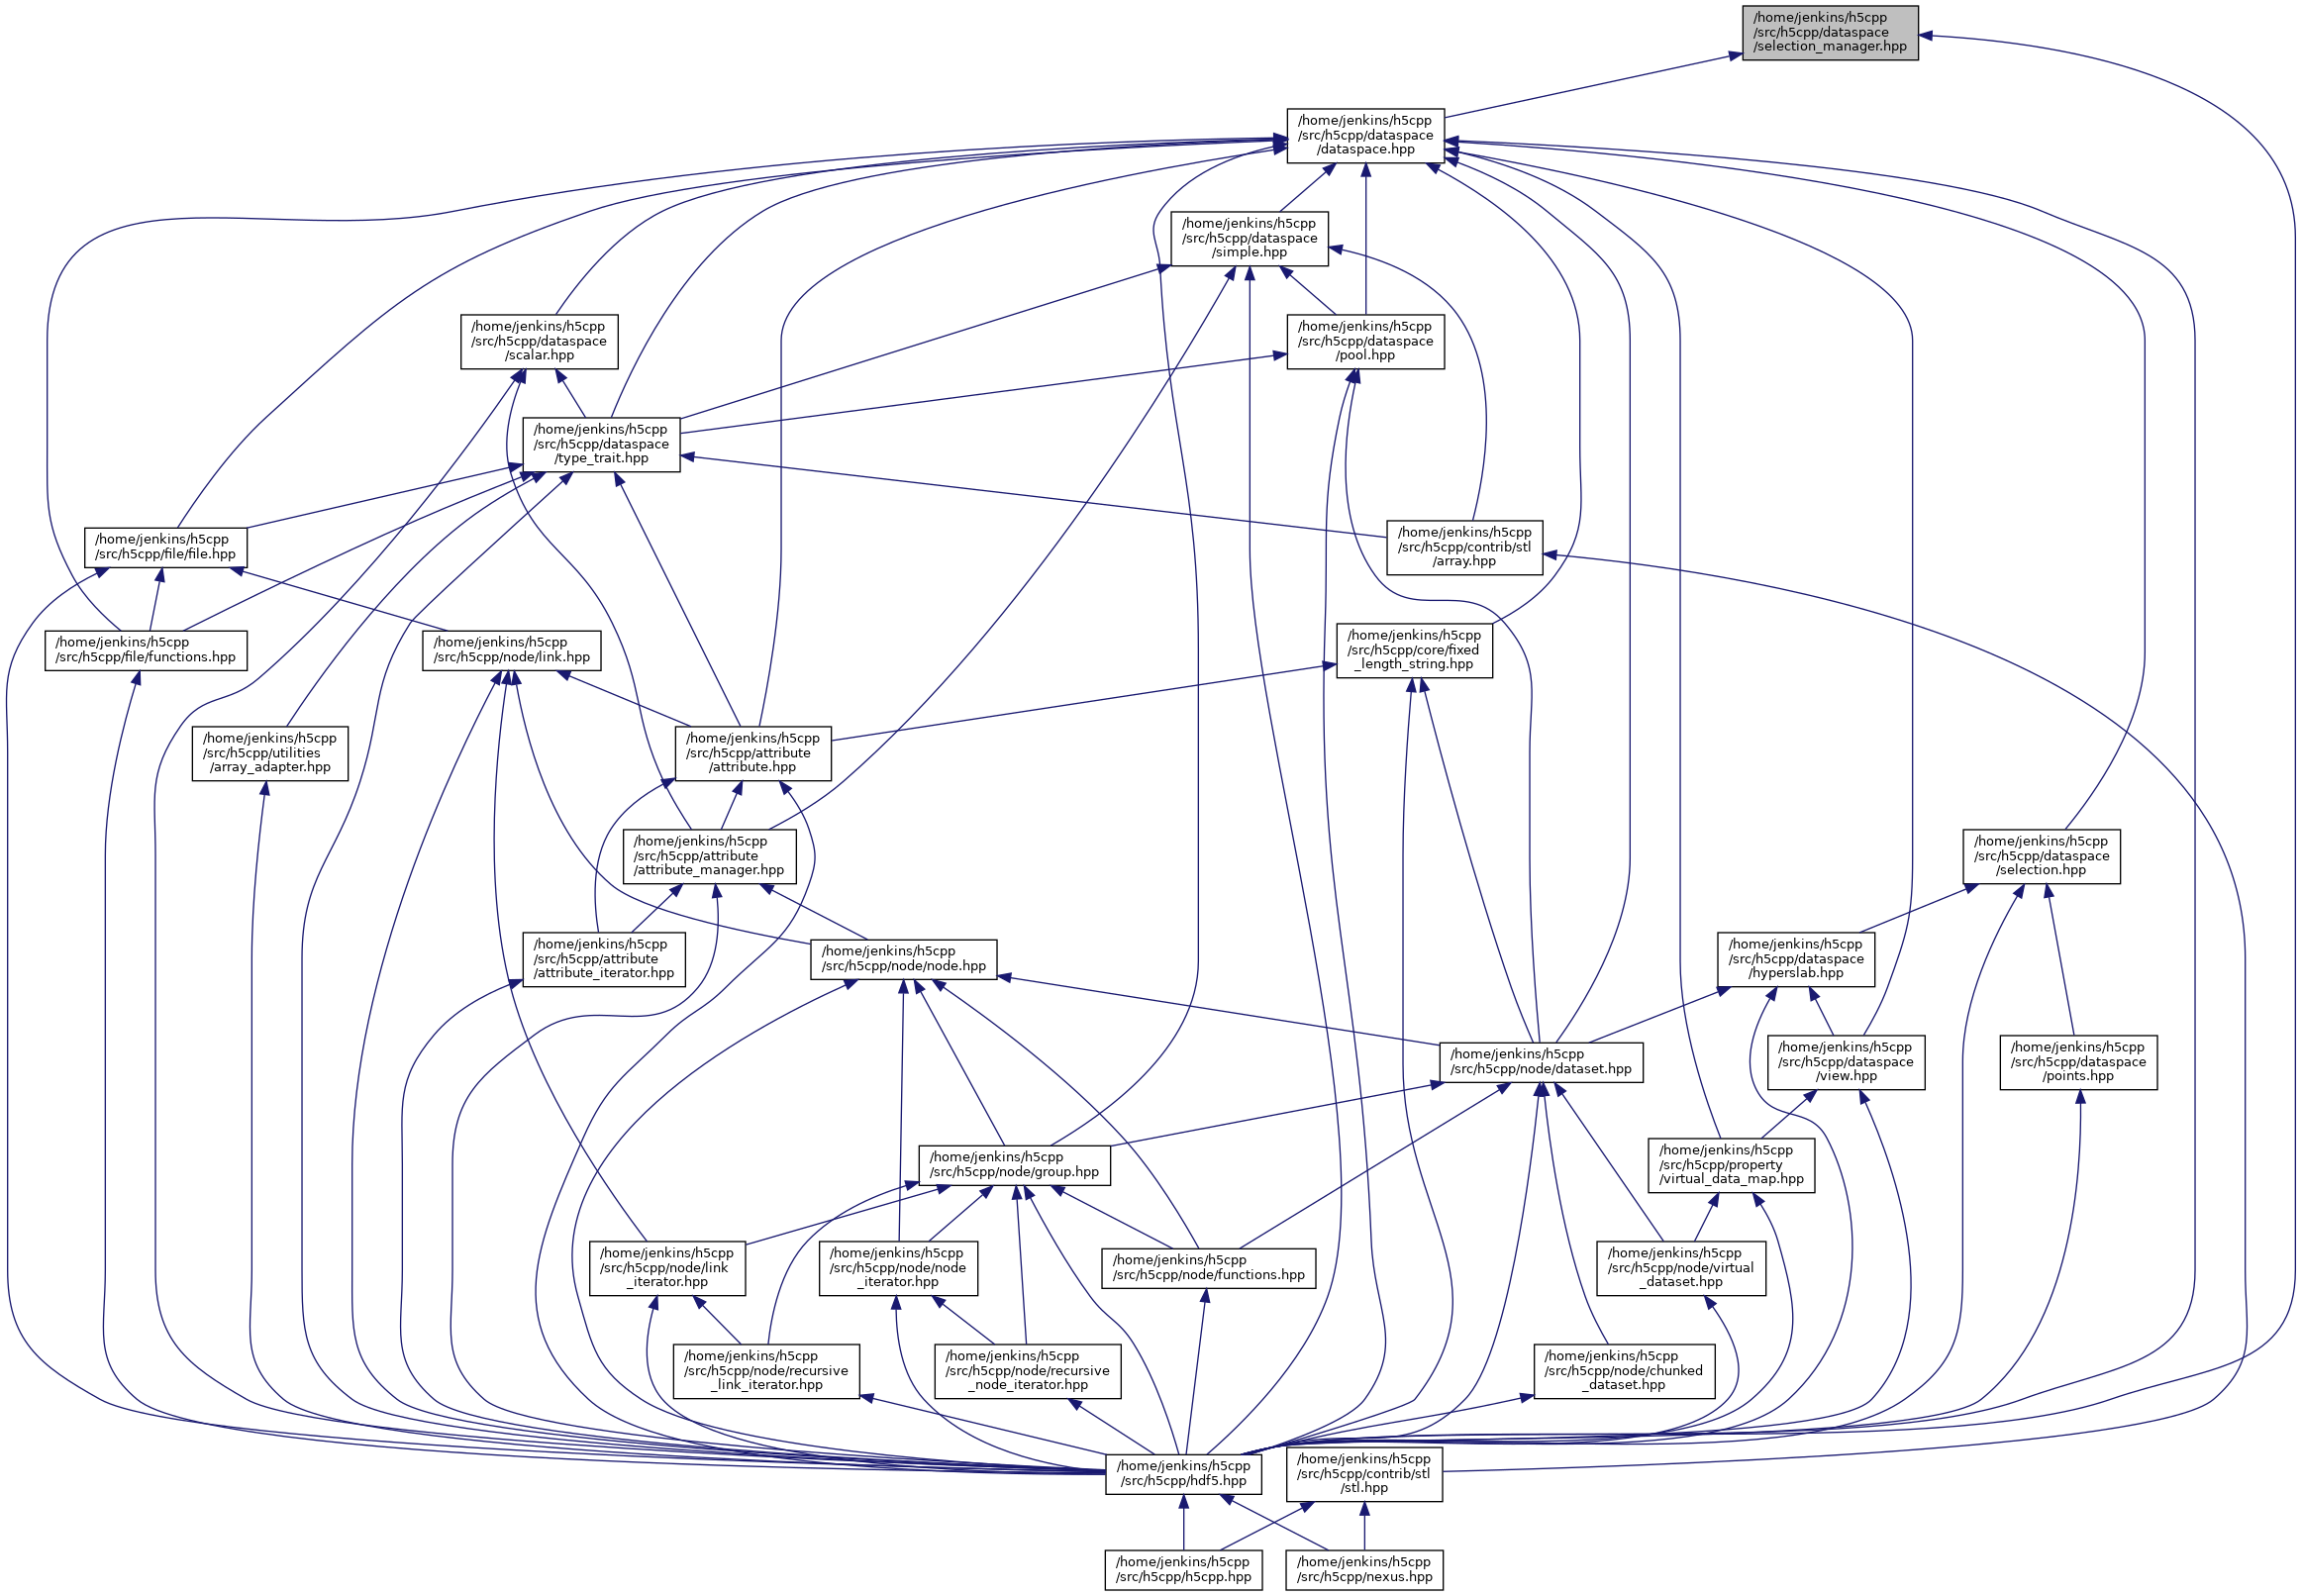 /home/jenkins/h5cpp
/src/h5cpp/dataspace
/selection_manager.hpp
/home/jenkins/h5cpp
/src/h5cpp/dataspace
/dataspace.hpp
/home/jenkins/h5cpp
/src/h5cpp/dataspace
/simple.hpp
/home/jenkins/h5cpp
/src/h5cpp/dataspace
/scalar.hpp
/home/jenkins/h5cpp
/src/h5cpp/dataspace
/pool.hpp
/home/jenkins/h5cpp
/src/h5cpp/dataspace
/type_trait.hpp
/home/jenkins/h5cpp
/src/h5cpp/file/file.hpp
/home/jenkins/h5cpp
/src/h5cpp/contrib/stl
/array.hpp
/home/jenkins/h5cpp
/src/h5cpp/file/functions.hpp
/home/jenkins/h5cpp
/src/h5cpp/node/link.hpp
/home/jenkins/h5cpp
/src/h5cpp/core/fixed
_length_string.hpp
/home/jenkins/h5cpp
/src/h5cpp/utilities
/array_adapter.hpp
/home/jenkins/h5cpp
/src/h5cpp/attribute
/attribute.hpp
/home/jenkins/h5cpp
/src/h5cpp/attribute
/attribute_manager.hpp
/home/jenkins/h5cpp
/src/h5cpp/dataspace
/selection.hpp
/home/jenkins/h5cpp
/src/h5cpp/attribute
/attribute_iterator.hpp
/home/jenkins/h5cpp
/src/h5cpp/node/node.hpp
/home/jenkins/h5cpp
/src/h5cpp/dataspace
/hyperslab.hpp
/home/jenkins/h5cpp
/src/h5cpp/node/dataset.hpp
/home/jenkins/h5cpp
/src/h5cpp/dataspace
/view.hpp
/home/jenkins/h5cpp
/src/h5cpp/dataspace
/points.hpp
/home/jenkins/h5cpp
/src/h5cpp/node/group.hpp
/home/jenkins/h5cpp
/src/h5cpp/property
/virtual_data_map.hpp
/home/jenkins/h5cpp
/src/h5cpp/node/link
_iterator.hpp
/home/jenkins/h5cpp
/src/h5cpp/node/node
_iterator.hpp
/home/jenkins/h5cpp
/src/h5cpp/node/functions.hpp
/home/jenkins/h5cpp
/src/h5cpp/node/virtual
_dataset.hpp
/home/jenkins/h5cpp
/src/h5cpp/node/recursive
_link_iterator.hpp
/home/jenkins/h5cpp
/src/h5cpp/node/recursive
_node_iterator.hpp
/home/jenkins/h5cpp
/src/h5cpp/node/chunked
_dataset.hpp
/home/jenkins/h5cpp
/src/h5cpp/hdf5.hpp
/home/jenkins/h5cpp
/src/h5cpp/contrib/stl
/stl.hpp
/home/jenkins/h5cpp
/src/h5cpp/h5cpp.hpp
/home/jenkins/h5cpp
/src/h5cpp/nexus.hpp